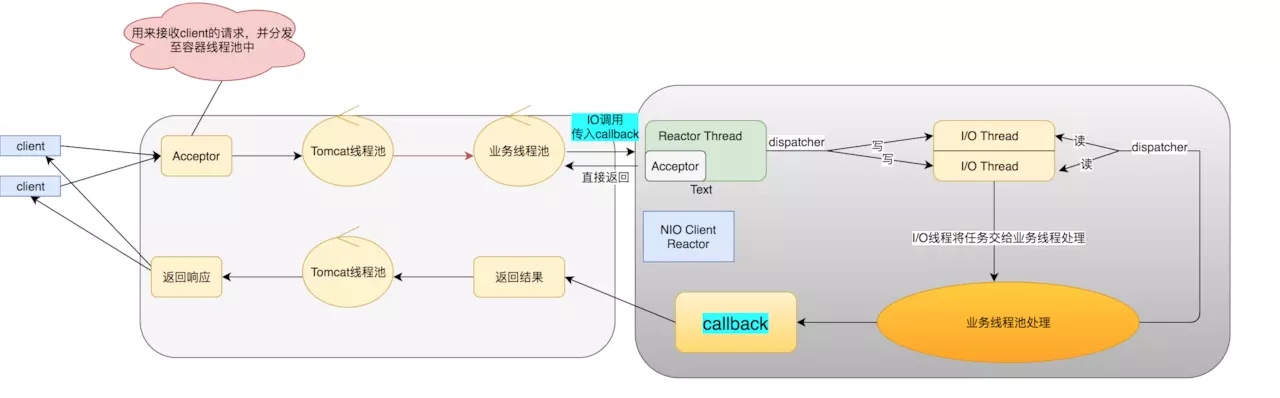 用来接收client的请求，并分发
至容器线程池中
client
client
Acceptor
Tomcat线程池
业务线程池
IO调用
传入callback
直接返回
Reactor Thread
Acceptor
Text
dispatcher
写
写
I/O Thread
I/O Thread
读
读
dispatcher
NIO Client
Reactor
I/O线程将任务交给业务线程处理
返回响应
Tomcat线程池
返回结果
callback
业务线程池处理